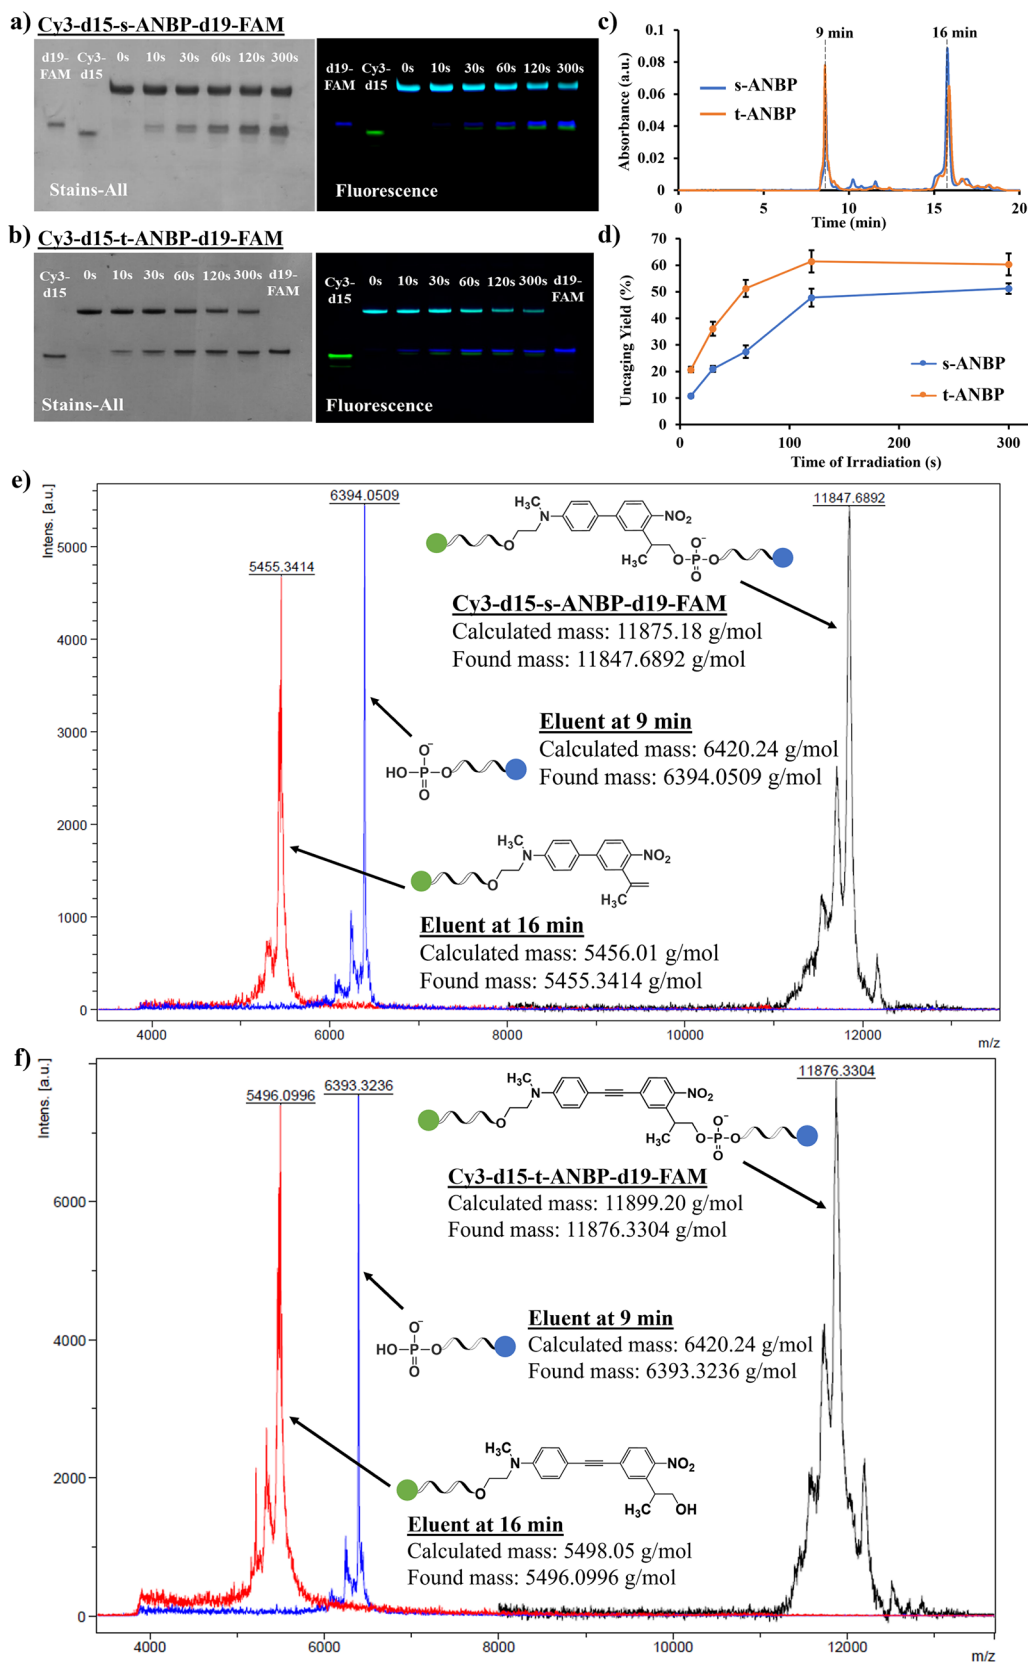 a) Cy3-d15-s-ANBP-d19-FAM
d19-FAM Cy3-d15 0s 10s 30s 60s 120s 300s
Stains-All
d19-FAM Cy3-d15 0s 10s 30s 60s 120s 300s
Fluorescence
b) Cy3-d15-t-ANBP-d19-FAM
Cy3-d15 0s 10s 30s 60s 120s 300s d19-FAM
Stains-All
Cy3-d15 0s 10s 30s 60s 120s 300s d19-FAM
Fluorescence
c)
9 min 16 min
Absorbance (a.u.)
0.1
0.08
0.06
0.04
0.02
0
s-ANBP
t-ANBP
0 5 10 15 20
Time (min)
d)
Uncaging Yield (%)
70
60
50
40
30
20
10
0
s-ANBP
t-ANBP
0 100 200 300
Time of Irradiation (s)
e)
Intens. [a.u.]
5000
4000
3000
2000
1000
0
5455.3414
6394.0509
11847.6892
H₃C
N
O
NO₂
H₃C
O
P
O⁻
O
O
Cy3-d15-s-ANBP-d19-FAM
Calculated mass: 11875.18 g/mol
Found mass: 11847.6892 g/mol
O⁻
HO-P-O
O
Eluent at 9 min
Calculated mass: 6420.24 g/mol
Found mass: 6394.0509 g/mol
H₃C
N
O
NO₂
H₃C
Eluent at 16 min
Calculated mass: 5456.01 g/mol
Found mass: 5455.3414 g/mol
4000 6000 8000 10000 12000
m/z
f)
Intens. [a.u.]
6000
4000
2000
0
5496.0996
6393.3236
11876.3304
H₃C
N
O
NO₂
H₃C
O
P
O⁻
O
O
Cy3-d15-t-ANBP-d19-FAM
Calculated mass: 11899.20 g/mol
Found mass: 11876.3304 g/mol
O⁻
HO-P-O
O
Eluent at 9 min
Calculated mass: 6420.24 g/mol
Found mass: 6393.3236 g/mol
H₃C
N
O
NO₂
H₃C
OH
Eluent at 16 min
Calculated mass: 5498.05 g/mol
Found mass: 5496.0996 g/mol
4000 6000 8000 10000 12000
m/z